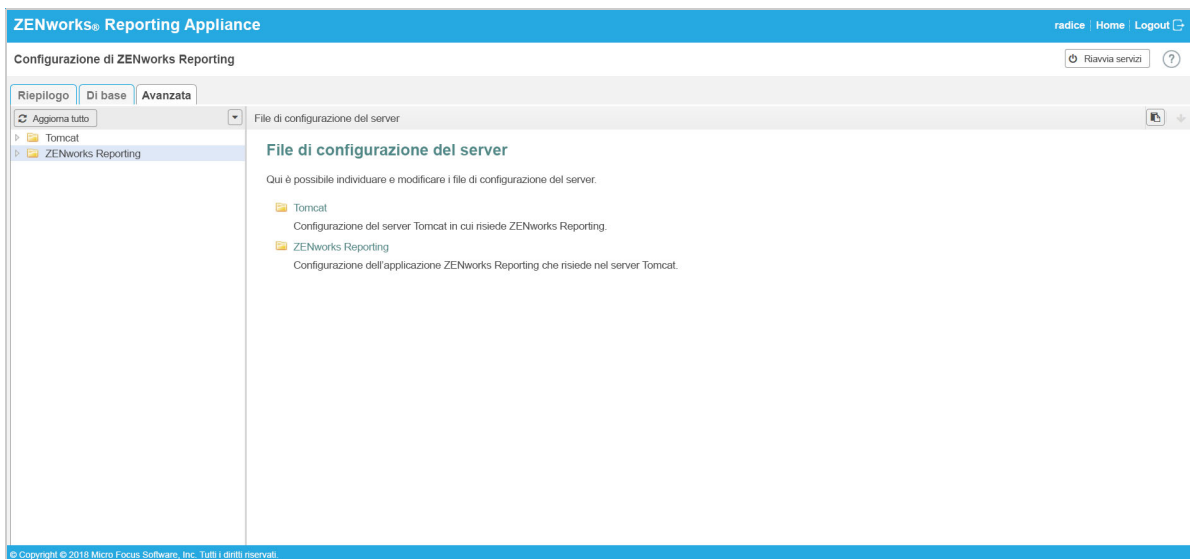 ZENworks® Reporting Appliance
radice | Home | Logout
Configurazione di ZENworks Reporting
Riavvia servizi
?
Riepilogo
Di base
Avanzata
Aggiorna tutto
File di configurazione del server
Tomcat
ZENworks Reporting
File di configurazione del server
Qui è possibile individuare e modificare i file di configurazione del server.
Tomcat
Configurazione del server Tomcat in cui risiede ZENworks Reporting.
ZENworks Reporting
Configurazione dell'applicazione ZENworks Reporting che risiede nel server Tomcat.
© Copyright © 2018 Micro Focus Software, Inc. Tutti i diritti riservati.